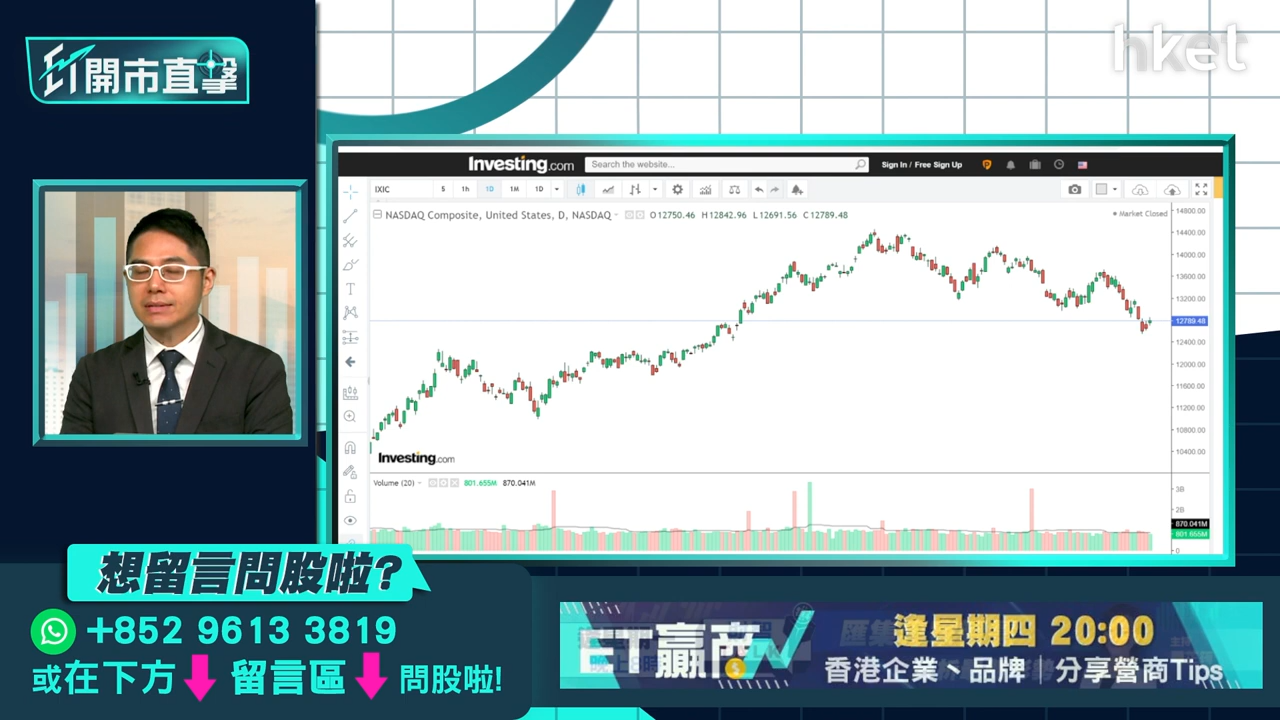 ET開市直擊
hket
Investing.com
Search the website...
Sign In / Free Sign Up
IXIC
5
1h
1D
1M
1D
NASDAQ Composite, United States, D, NASDAQ
O12750.46 H12842.96 L12691.56 C12789.48
Market Closed
14800.00
14400.00
14000.00
13600.00
13200.00
12789.48
12400.00
12000.00
11600.00
11200.00
10800.00
10400.00
Investing.com
Volume (20)
801.655M
870.041M
3B
2B
870.041M
801.655M
0
想留言問股啦?
+852 9613 3819
或在下方
留言區
問股啦!
ET贏商
逢星期四 20:00
香港企業、品牌｜分享營商Tips